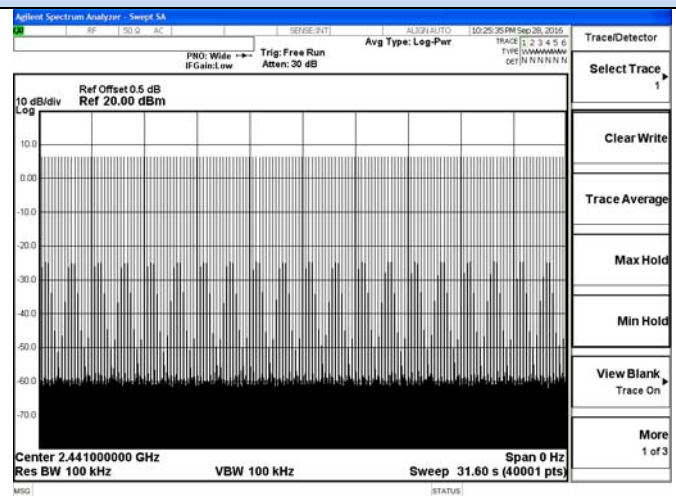 Agilent Spectrum Analyzer - Swept SA
RF 50 Ω AC SENSE:INT ALIGN AUTO 10:25:35 PM Sep 28, 2016
PNO: Wide Trig: Free Run Avg Type: Log-Pwr TRACE 1 2 3 4 5 6
IFGain:Low Atten: 30 dB TYPE WWWWWW
DET N N N N N N
Ref Offset 0.5 dB
10 dB/div Ref 20.00 dBm
Log
10.0
0.00
-10.0
-20.0
-30.0
-40.0
-50.0
-60.0
-70.0
Center 2.441000000 GHz Span 0 Hz
Res BW 100 kHz VBW 100 kHz Sweep 31.60 s (40001 pts)
MSG STATUS
Trace/Detector
Select Trace
1
Clear Write
Trace Average
Max Hold
Min Hold
View Blank
Trace On
More
1 of 3